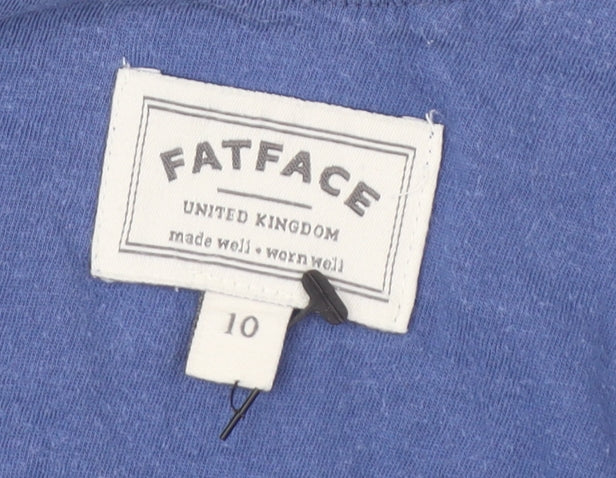 FATFACE
UNITED KINGDOM
made well • worn well
10